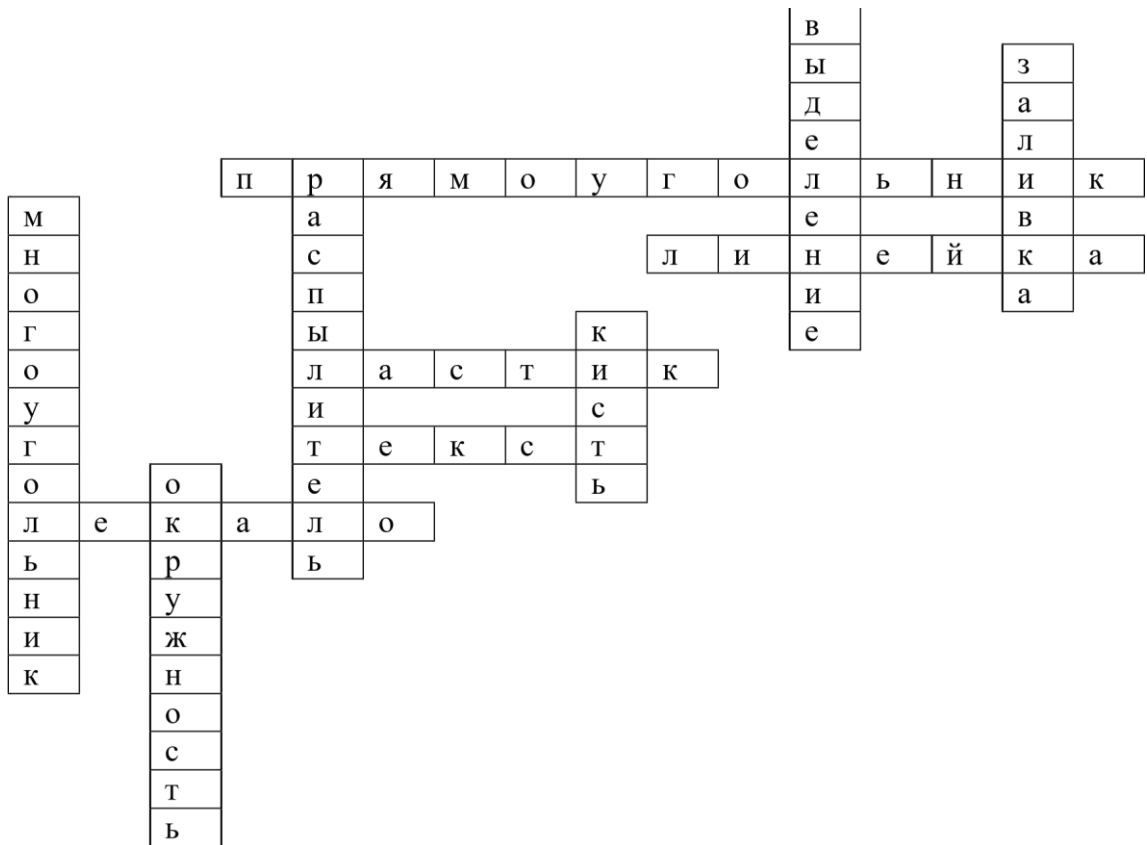 в
ы з
д а
е л
п р я м о у г о л ь н и к
м а е в
н с л и н е й к а
о п и а
г ы к е
о л а с т и к
у и с
г т е к с т
о о е ь
л е к а л о
ь р ь
н у
и ж
к н
о
с
т
ь